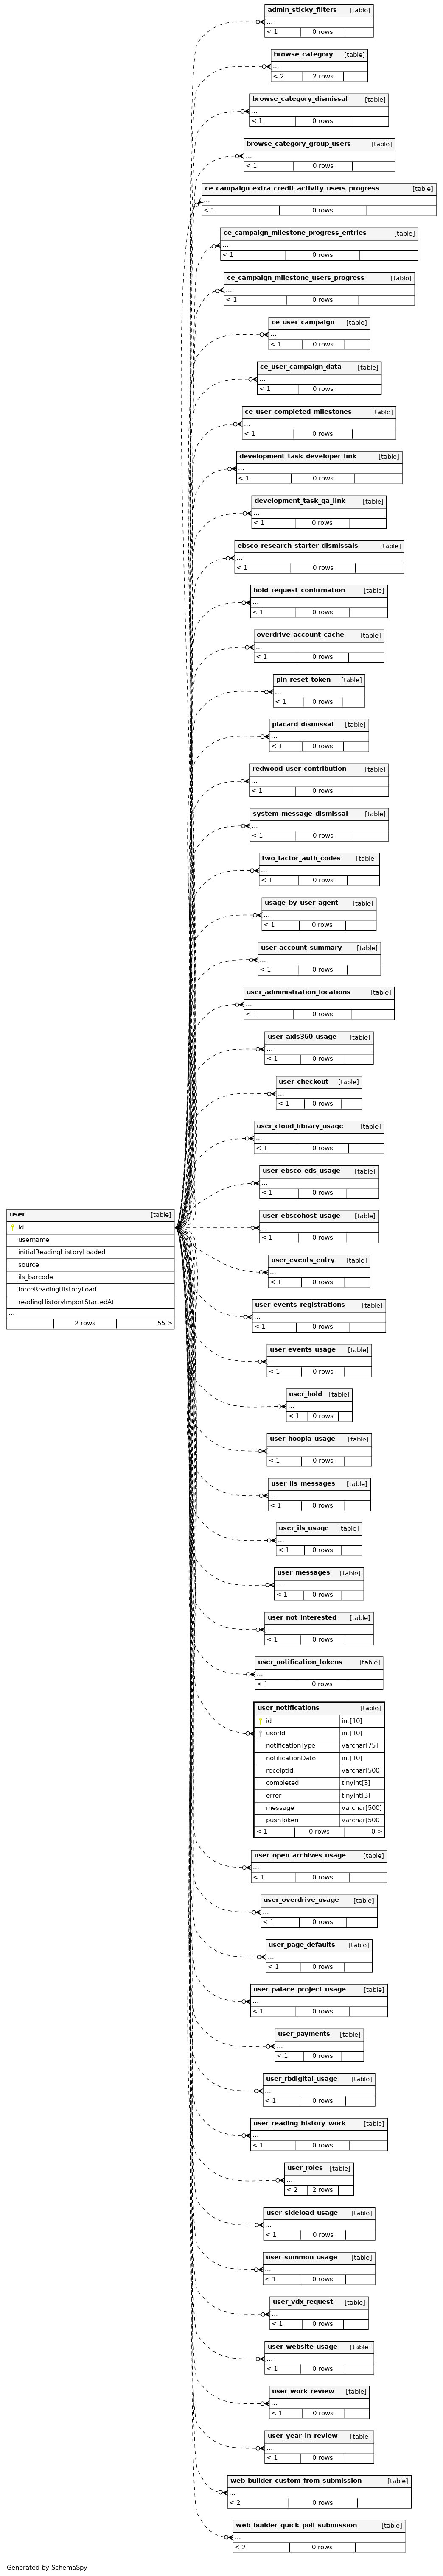 admin_sticky_filters [table]
...
< 1 0 rows
browse_category [table]
...
< 2 2 rows
browse_category_dismissal [table]
...
< 1 0 rows
browse_category_group_users [table]
...
< 1 0 rows
ce_campaign_extra_credit_activity_users_progress [table]
...
< 1 0 rows
ce_campaign_milestone_progress_entries [table]
...
< 1 0 rows
ce_campaign_milestone_users_progress [table]
...
< 1 0 rows
ce_user_campaign [table]
...
< 1 0 rows
ce_user_campaign_data [table]
...
< 1 0 rows
ce_user_completed_milestones [table]
...
< 1 0 rows
development_task_developer_link [table]
...
< 1 0 rows
development_task_qa_link [table]
...
< 1 0 rows
ebsco_research_starter_dismissals [table]
...
< 1 0 rows
hold_request_confirmation [table]
...
< 1 0 rows
overdrive_account_cache [table]
...
< 1 0 rows
pin_reset_token [table]
...
< 1 0 rows
placard_dismissal [table]
...
< 1 0 rows
redwood_user_contribution [table]
...
< 1 0 rows
system_message_dismissal [table]
...
< 1 0 rows
two_factor_auth_codes [table]
...
< 1 0 rows
usage_by_user_agent [table]
...
< 1 0 rows
user_account_summary [table]
...
< 1 0 rows
user_administration_locations [table]
...
< 1 0 rows
user_axis360_usage [table]
...
< 1 0 rows
user_checkout [table]
...
< 1 0 rows
user_cloud_library_usage [table]
...
< 1 0 rows
user_ebsco_eds_usage [table]
...
< 1 0 rows
user [table]
id
username
initialReadingHistoryLoaded
source
ils_barcode
forceReadingHistoryLoad
readingHistoryImportStartedAt
...
2 rows 55 >
user_ebscohost_usage [table]
...
< 1 0 rows
user_events_entry [table]
...
< 1 0 rows
user_events_registrations [table]
...
< 1 0 rows
user_events_usage [table]
...
< 1 0 rows
user_hold [table]
...
< 1 0 rows
user_hoopla_usage [table]
...
< 1 0 rows
user_ils_messages [table]
...
< 1 0 rows
user_ils_usage [table]
...
< 1 0 rows
user_messages [table]
...
< 1 0 rows
user_not_interested [table]
...
< 1 0 rows
user_notification_tokens [table]
...
< 1 0 rows
user_notifications [table]
id int[10]
userId int[10]
notificationType varchar[75]
notificationDate int[10]
receiptId varchar[500]
completed tinyint[3]
error tinyint[3]
message varchar[500]
pushToken varchar[500]
< 1 0 rows 0 >
user_open_archives_usage [table]
...
< 1 0 rows
user_overdrive_usage [table]
...
< 1 0 rows
user_page_defaults [table]
...
< 1 0 rows
user_palace_project_usage [table]
...
< 1 0 rows
user_payments [table]
...
< 1 0 rows
user_rbdigital_usage [table]
...
< 1 0 rows
user_reading_history_work [table]
...
< 1 0 rows
user_roles [table]
...
< 2 2 rows
user_sideload_usage [table]
...
< 1 0 rows
user_summon_usage [table]
...
< 1 0 rows
user_vdx_request [table]
...
< 1 0 rows
user_website_usage [table]
...
< 1 0 rows
user_work_review [table]
...
< 1 0 rows
user_year_in_review [table]
...
< 1 0 rows
web_builder_custom_from_submission [table]
...
< 2 0 rows
web_builder_quick_poll_submission [table]
...
< 2 0 rows
Generated by SchemaSpy